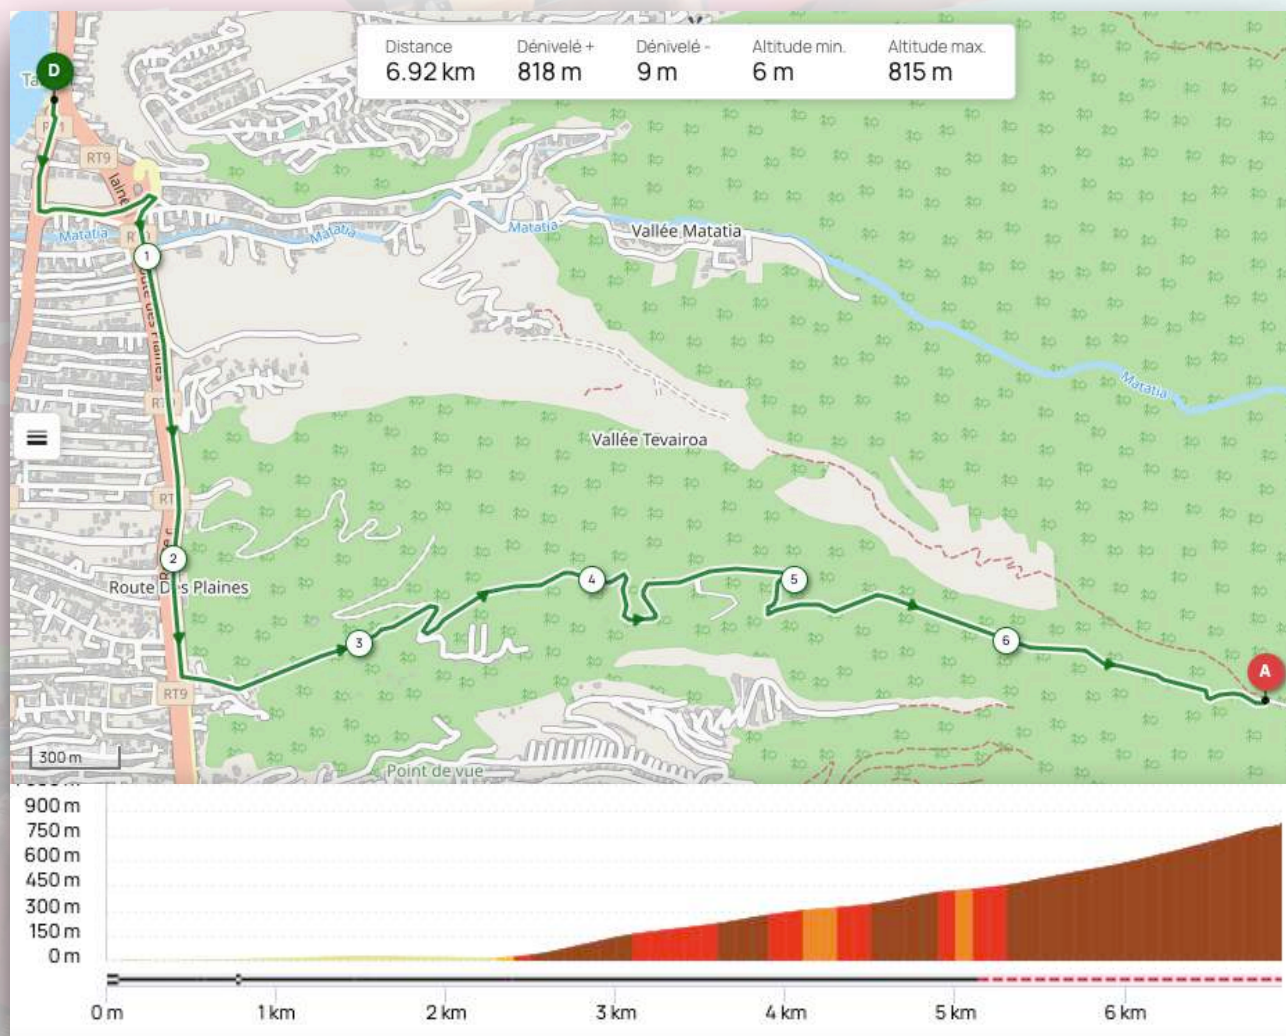 Distance Dénivelé + Dénivelé - Altitude min. Altitude max.
6.92 km 818 m 9 m 6 m 815 m
D
RT9
Matatia
Matatia
Matatia
Vallée Matatia
1
Matatia
Vallée Tevairoa
2
Route Des Plaines
4
5
3
6
A
RT9
300 m
Point de vue
900 m
750 m
600 m
450 m
300 m
150 m
0 m
0 m 1 km 2 km 3 km 4 km 5 km 6 km